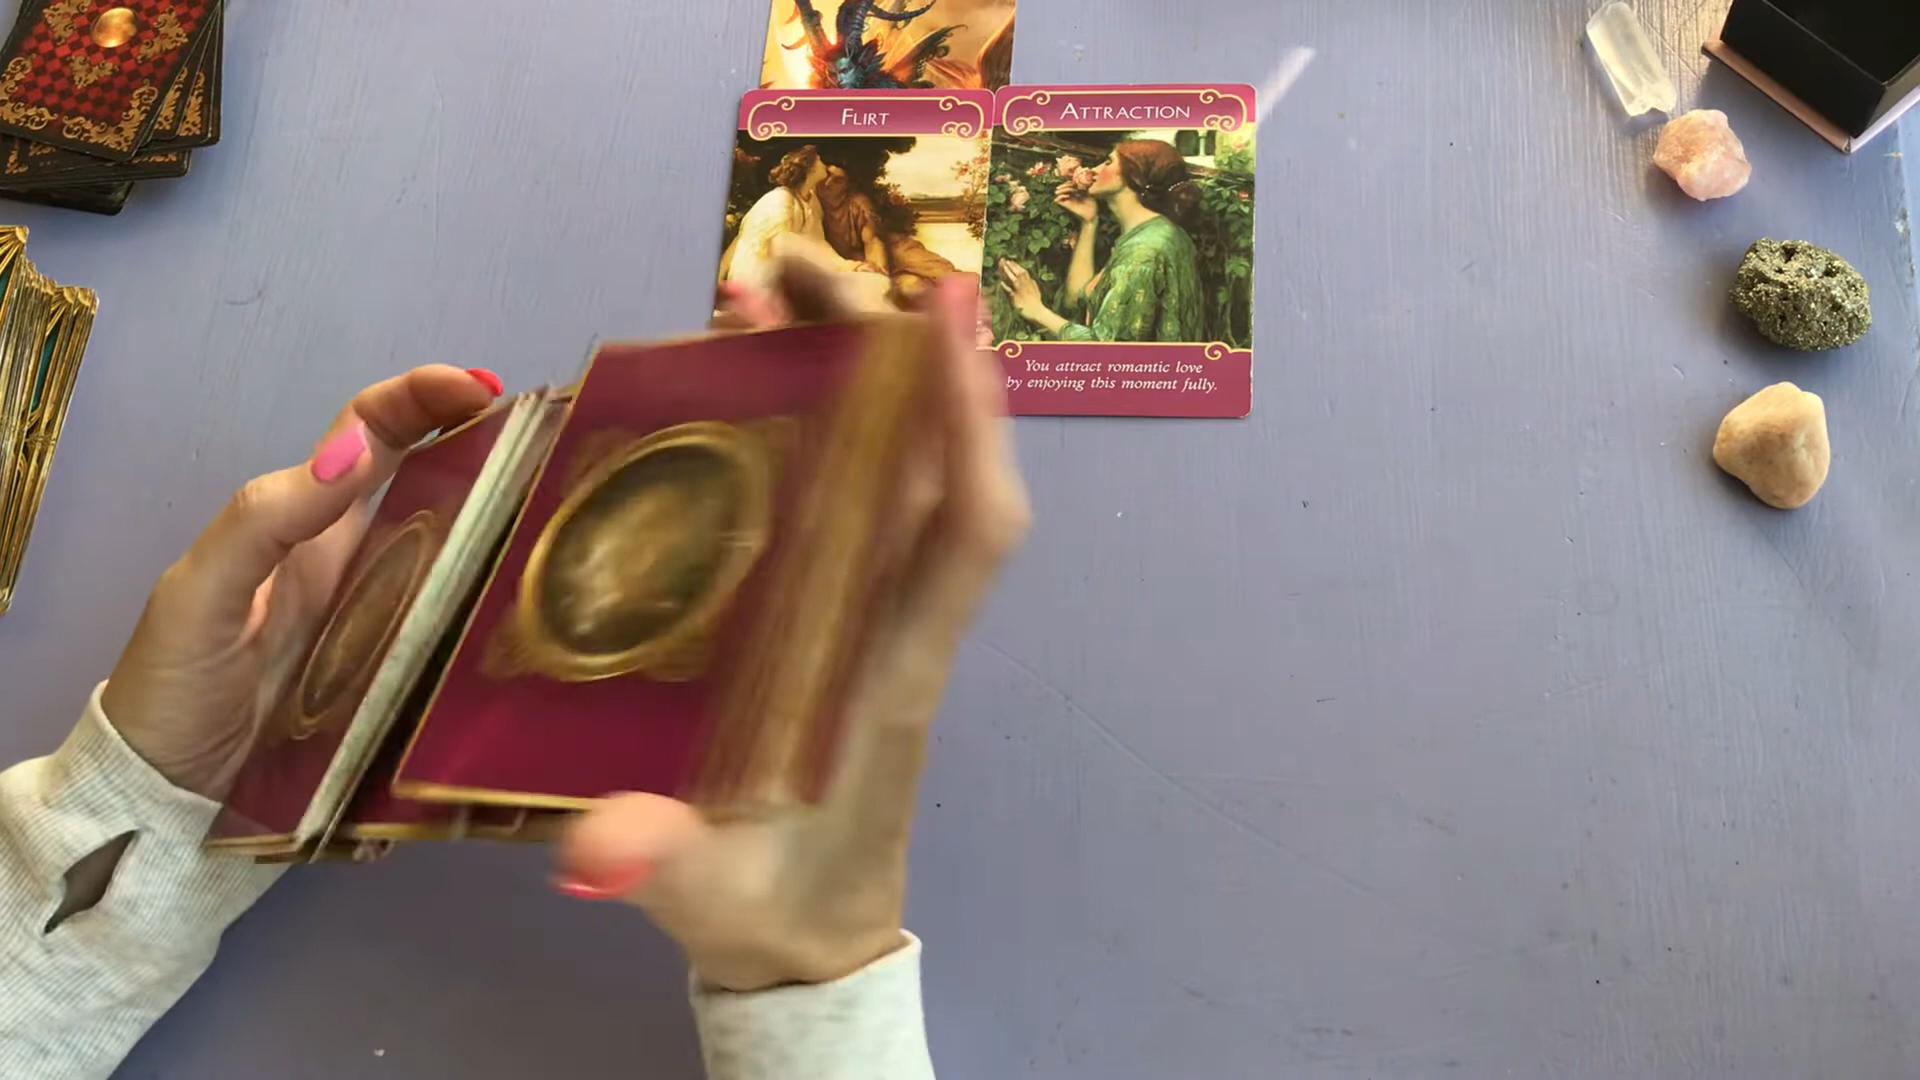 FLIRT
ATTRACTION
You attract romantic love
by enjoying this moment fully.